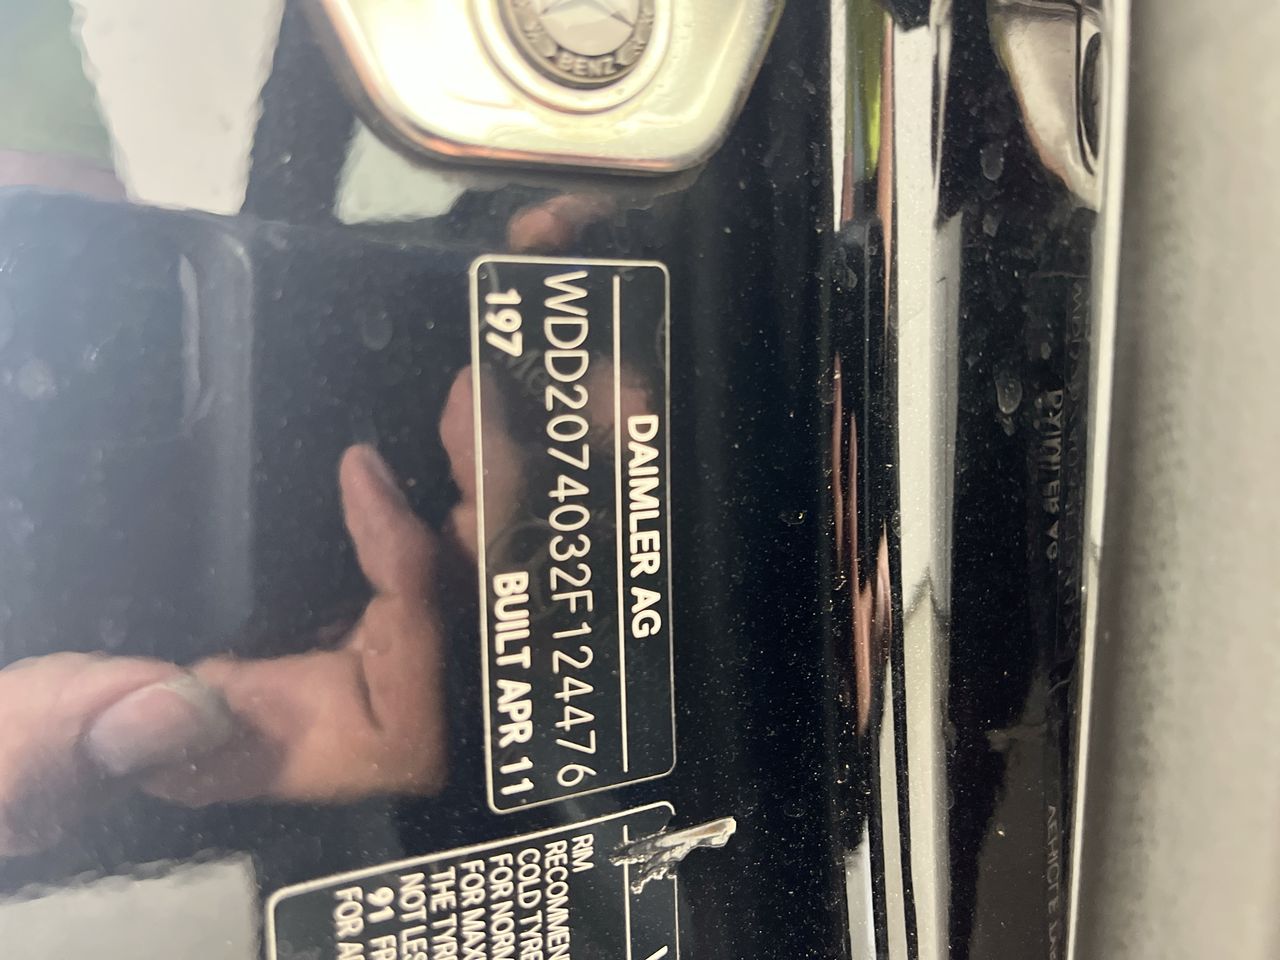 BENZ
DAIMLER AG
WDD2074032F124476
197 BUILT APR 11
RIM
RECOMMEN
COLD TYRE
FOR NORM
FOR MAX
THE TYR
NOT LES
91 FR
FOR A